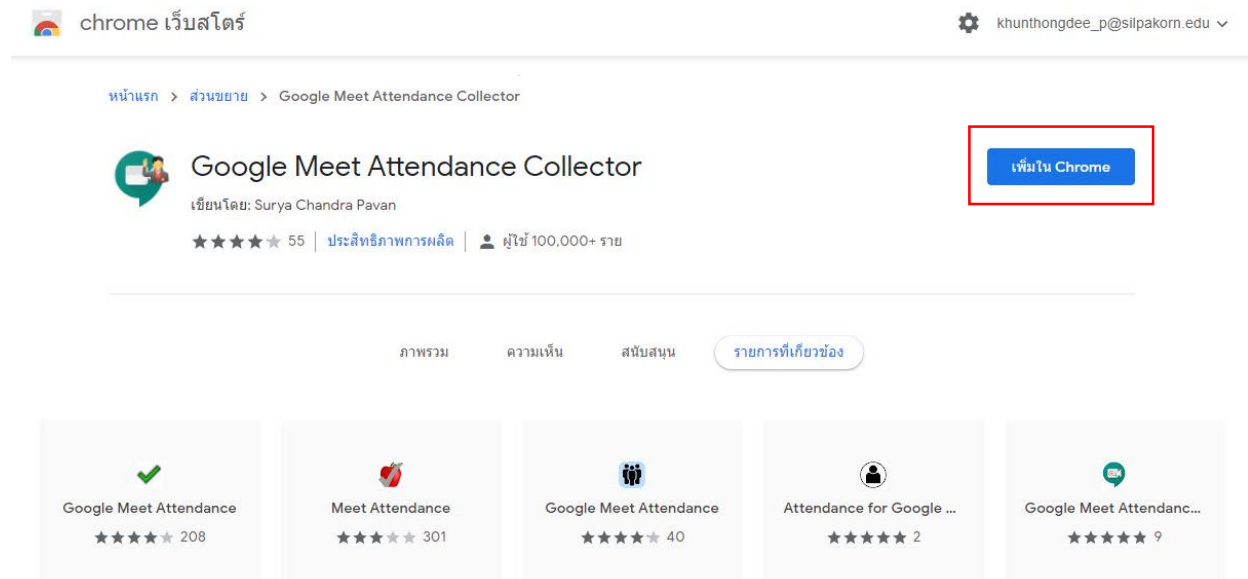 chrome เว็บสโตร์
khunthongdee_p@silpakorn.edu
หน้าแรก > ส่วนขยาย > Google Meet Attendance Collector
Google Meet Attendance Collector
เพิ่มใน Chrome
เขียนโดย: Surya Chandra Pavan
55 | ประสิทธิภาพการผลิต | ผู้ใช้ 100,000+ ราย
ภาพรวม ความเห็น สนับสนุน รายการที่เกี่ยวข้อง
Google Meet Attendance Meet Attendance Google Meet Attendance Attendance for Google ... Google Meet Attendanc...
208 301 40 2 9